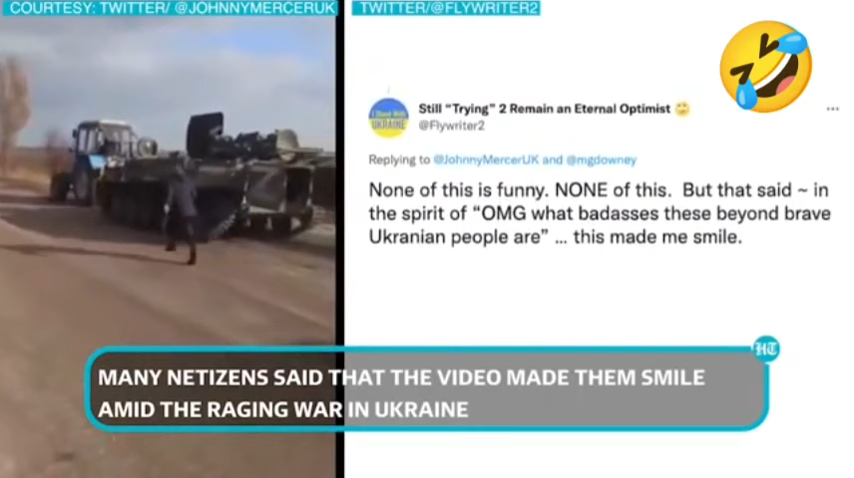 COURTESY: TWITTER/ @JOHNNYMERCERUK
TWITTER/@FLYWRITER2
I Stand With
UKRAINE
Still "Trying" 2 Remain an Eternal Optimist
@Flywriter2
Replying to @JohnnyMercerUK and @mgdowney
None of this is funny. NONE of this.  But that said ~ in
the spirit of “OMG what badasses these beyond brave
Ukranian people are” ... this made me smile.
HT
MANY NETIZENS SAID THAT THE VIDEO MADE THEM SMILE
AMID THE RAGING WAR IN UKRAINE